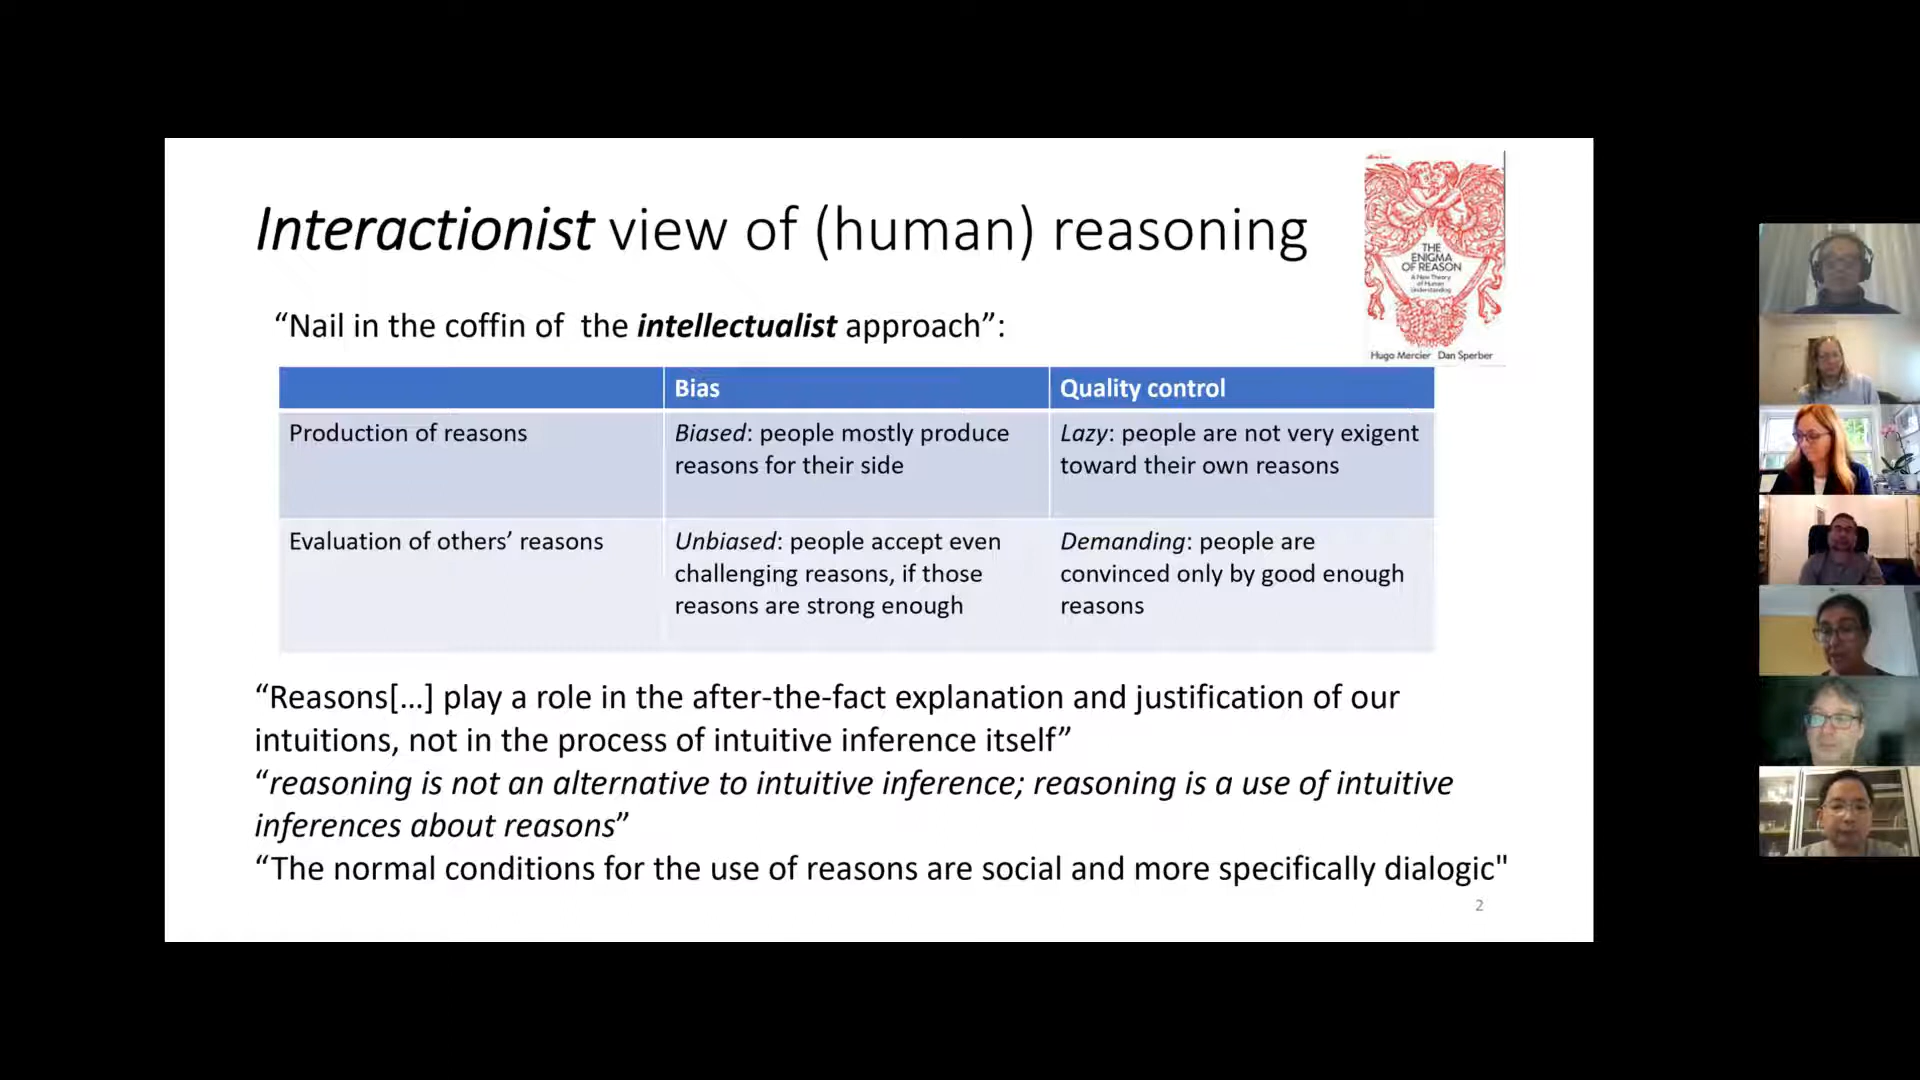 Interactionist view of (human) reasoning
THE
ENIGMA
OF REASON
A New Theory
of Human
Understanding
Hugo Mercier Dan Sperber
“Nail in the coffin of the intellectualist approach”:
Bias
Quality control
Production of reasons
Biased: people mostly produce
reasons for their side
Lazy: people are not very exigent
toward their own reasons
Evaluation of others’ reasons
Unbiased: people accept even
challenging reasons, if those
reasons are strong enough
Demanding: people are
convinced only by good enough
reasons
“Reasons[…] play a role in the after-the-fact explanation and justification of our
intuitions, not in the process of intuitive inference itself”
“reasoning is not an alternative to intuitive inference; reasoning is a use of intuitive
inferences about reasons”
“The normal conditions for the use of reasons are social and more specifically dialogic"
2